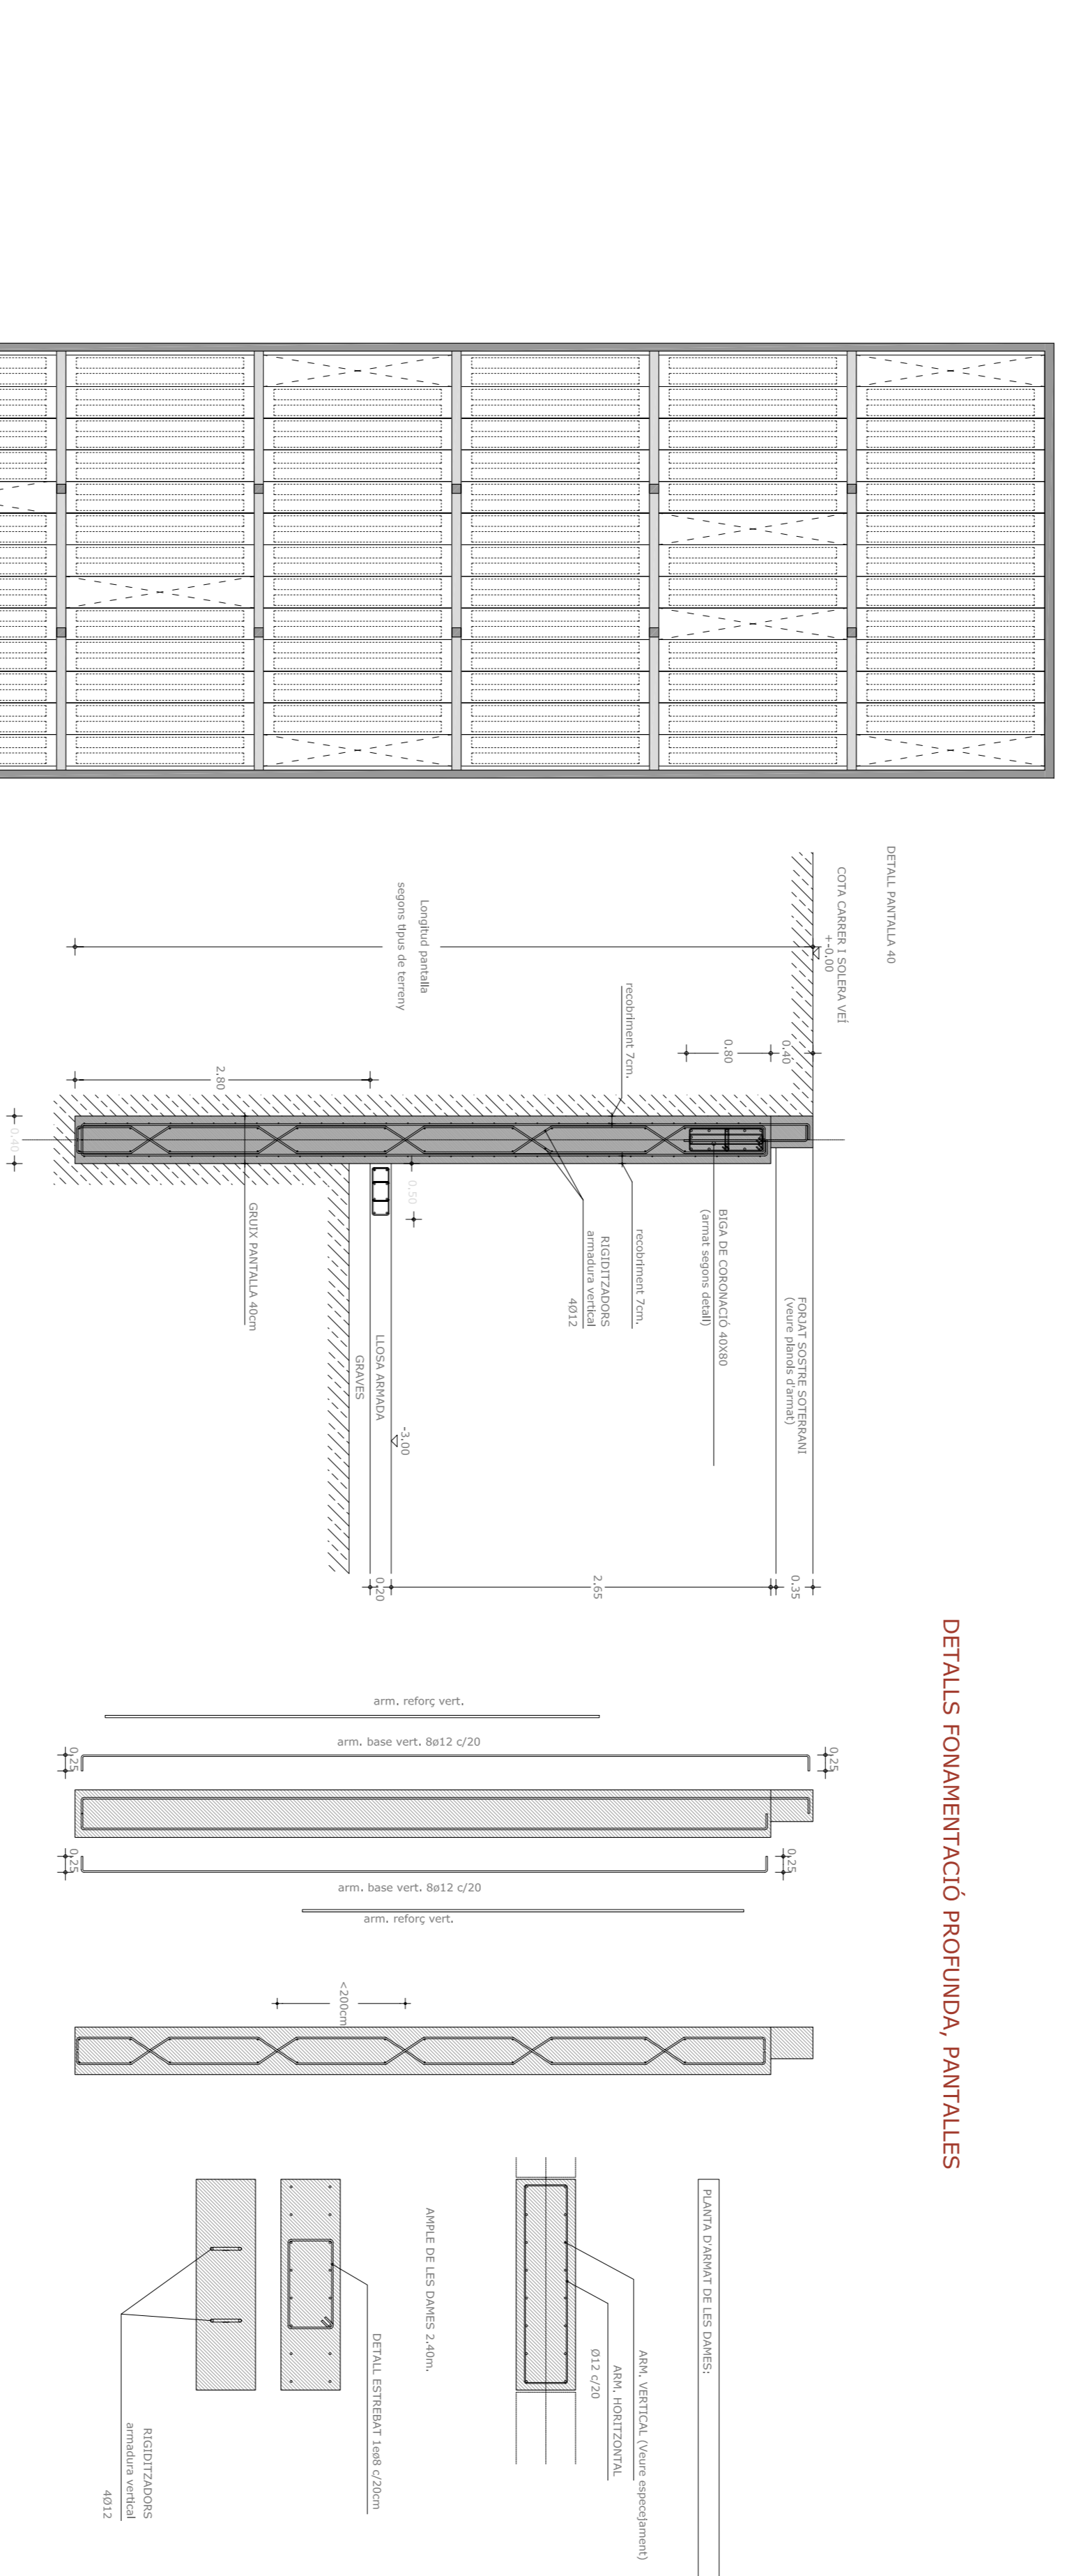 DETALLS FONAMENTACIÓ PROFUNDA, PANTALLES
DETALL PANTALLA 40
COTA CARRER I SOLERA VEÍ
+-0.00
0.40
0.80
Longitud pantalla
segons tipus de terreny
recobriment 7cm.
2.80
0.40
0.50
GRUIX PANTALLA 40cm
FORJAT SOSTRE SOTERRANI
(veure planols d'armat)
BIGA DE CORONACIÓ 40X80
(armat segons detall)
recobriment 7cm.
RIGIDITZADORS
armadura vertical
4Ø12
-3.00
LLOSA ARMADA
GRAVES
0.35
2.65
0.20
arm. reforç vert.
arm. base vert. 8ø12 c/20
0.25
0.25
0.25
0.25
arm. base vert. 8ø12 c/20
arm. reforç vert.
<200cm
PLANTA D'ARMAT DE LES DAMES:
ARM. VERTICAL (Veure especejament)
ARM. HORITZONTAL
Ø12 c/20
AMPLE DE LES DAMES 2.40m.
DETALL ESTREBAT 1eø8 c/20cm
RIGIDITZADORS
armadura vertical
4Ø12